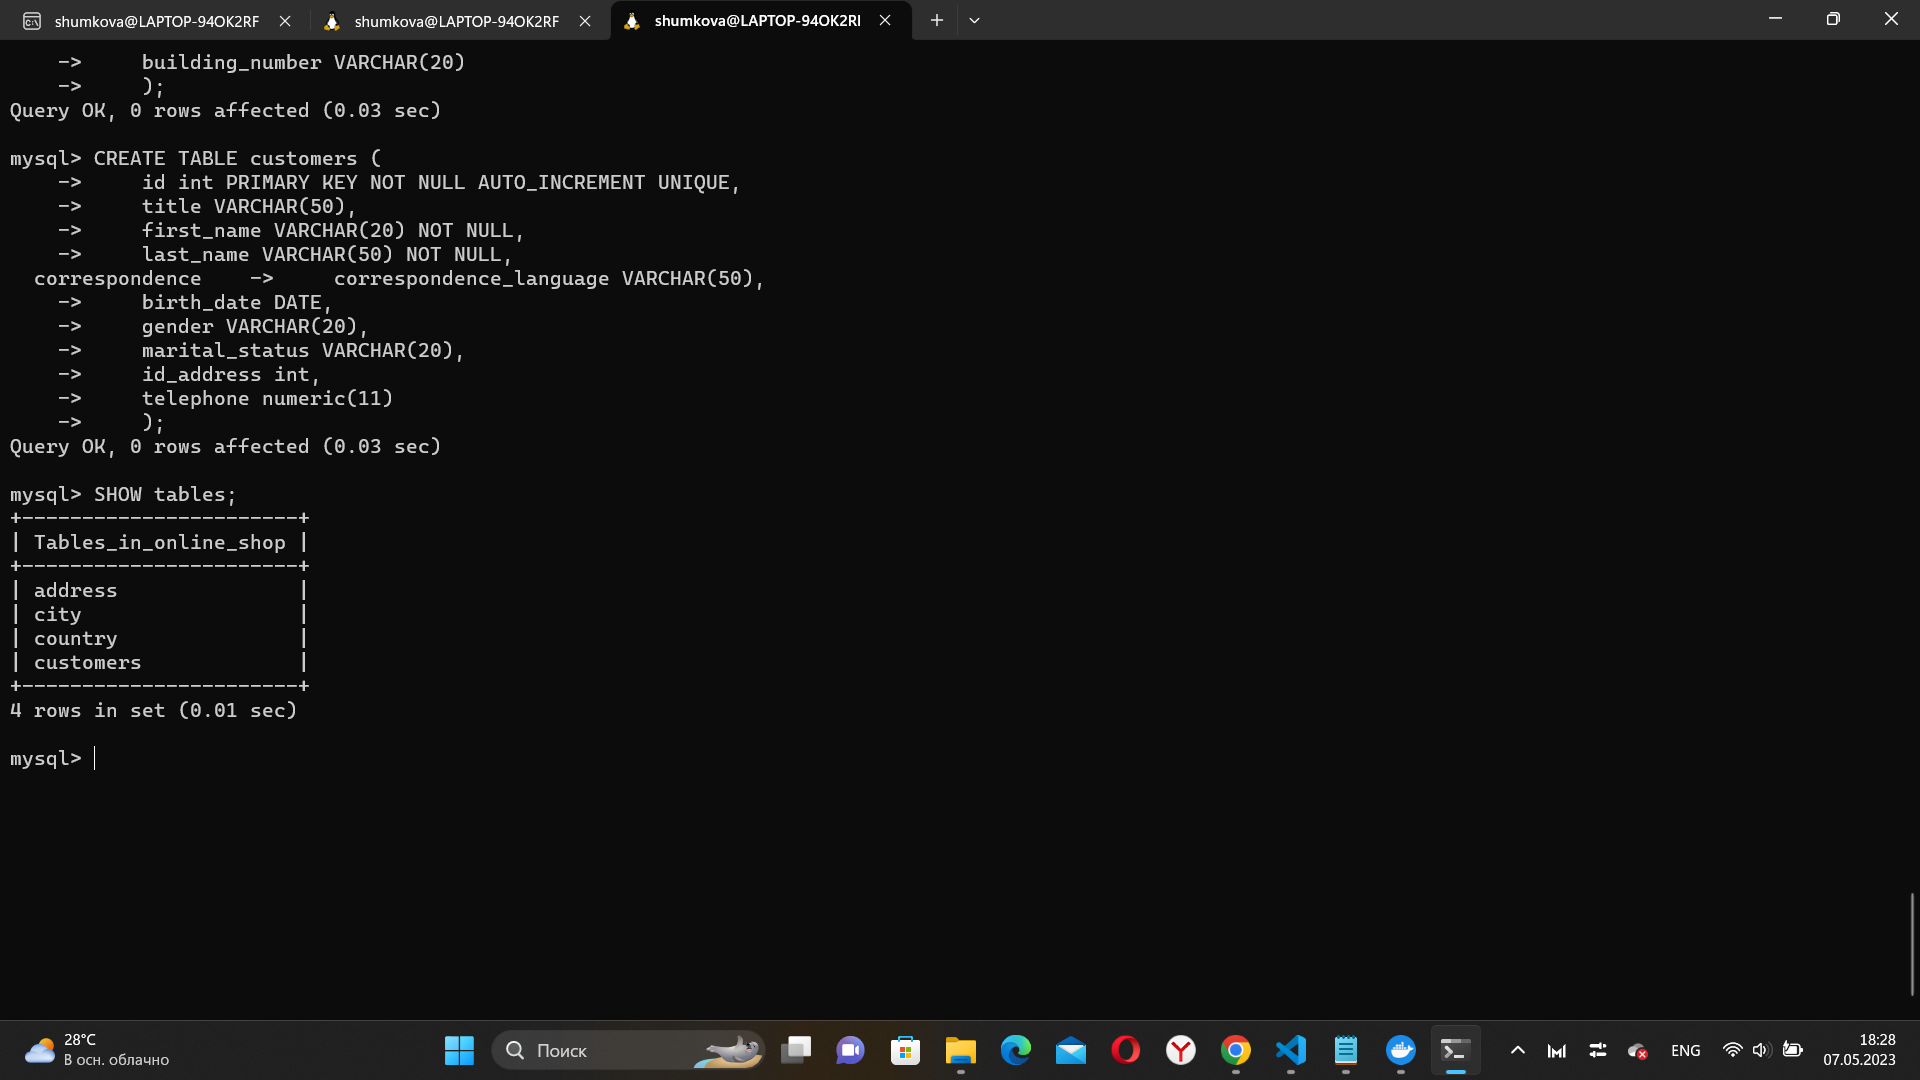 shumkova@LAPTOP-94OK2RF
shumkova@LAPTOP-94OK2RF
shumkova@LAPTOP-94OK2RI
    ->     building_number VARCHAR(20)
    ->     );
Query OK, 0 rows affected (0.03 sec)
mysql> CREATE TABLE customers (
    ->     id int PRIMARY KEY NOT NULL AUTO_INCREMENT UNIQUE,
    ->     title VARCHAR(50),
    ->     first_name VARCHAR(20) NOT NULL,
    ->     last_name VARCHAR(50) NOT NULL,
  correspondence    ->     correspondence_language VARCHAR(50),
    ->     birth_date DATE,
    ->     gender VARCHAR(20),
    ->     marital_status VARCHAR(20),
    ->     id_address int,
    ->     telephone numeric(11)
    ->     );
Query OK, 0 rows affected (0.03 sec)
mysql> SHOW tables;
+-----------------------+
| Tables_in_online_shop |
+-----------------------+
| address               |
| city                  |
| country               |
| customers             |
+-----------------------+
4 rows in set (0.01 sec)
mysql>
28°C
В осн. облачно
Поиск
ENG
18:28
07.05.2023